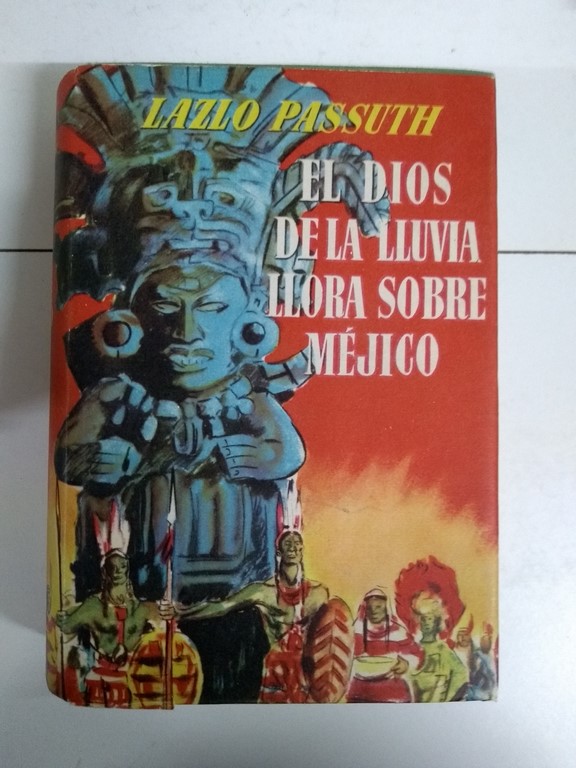 LAZLO PASSUTH
EL DIOS
DE LA LLUVIA
LLORA SOBRE
MÉJICO